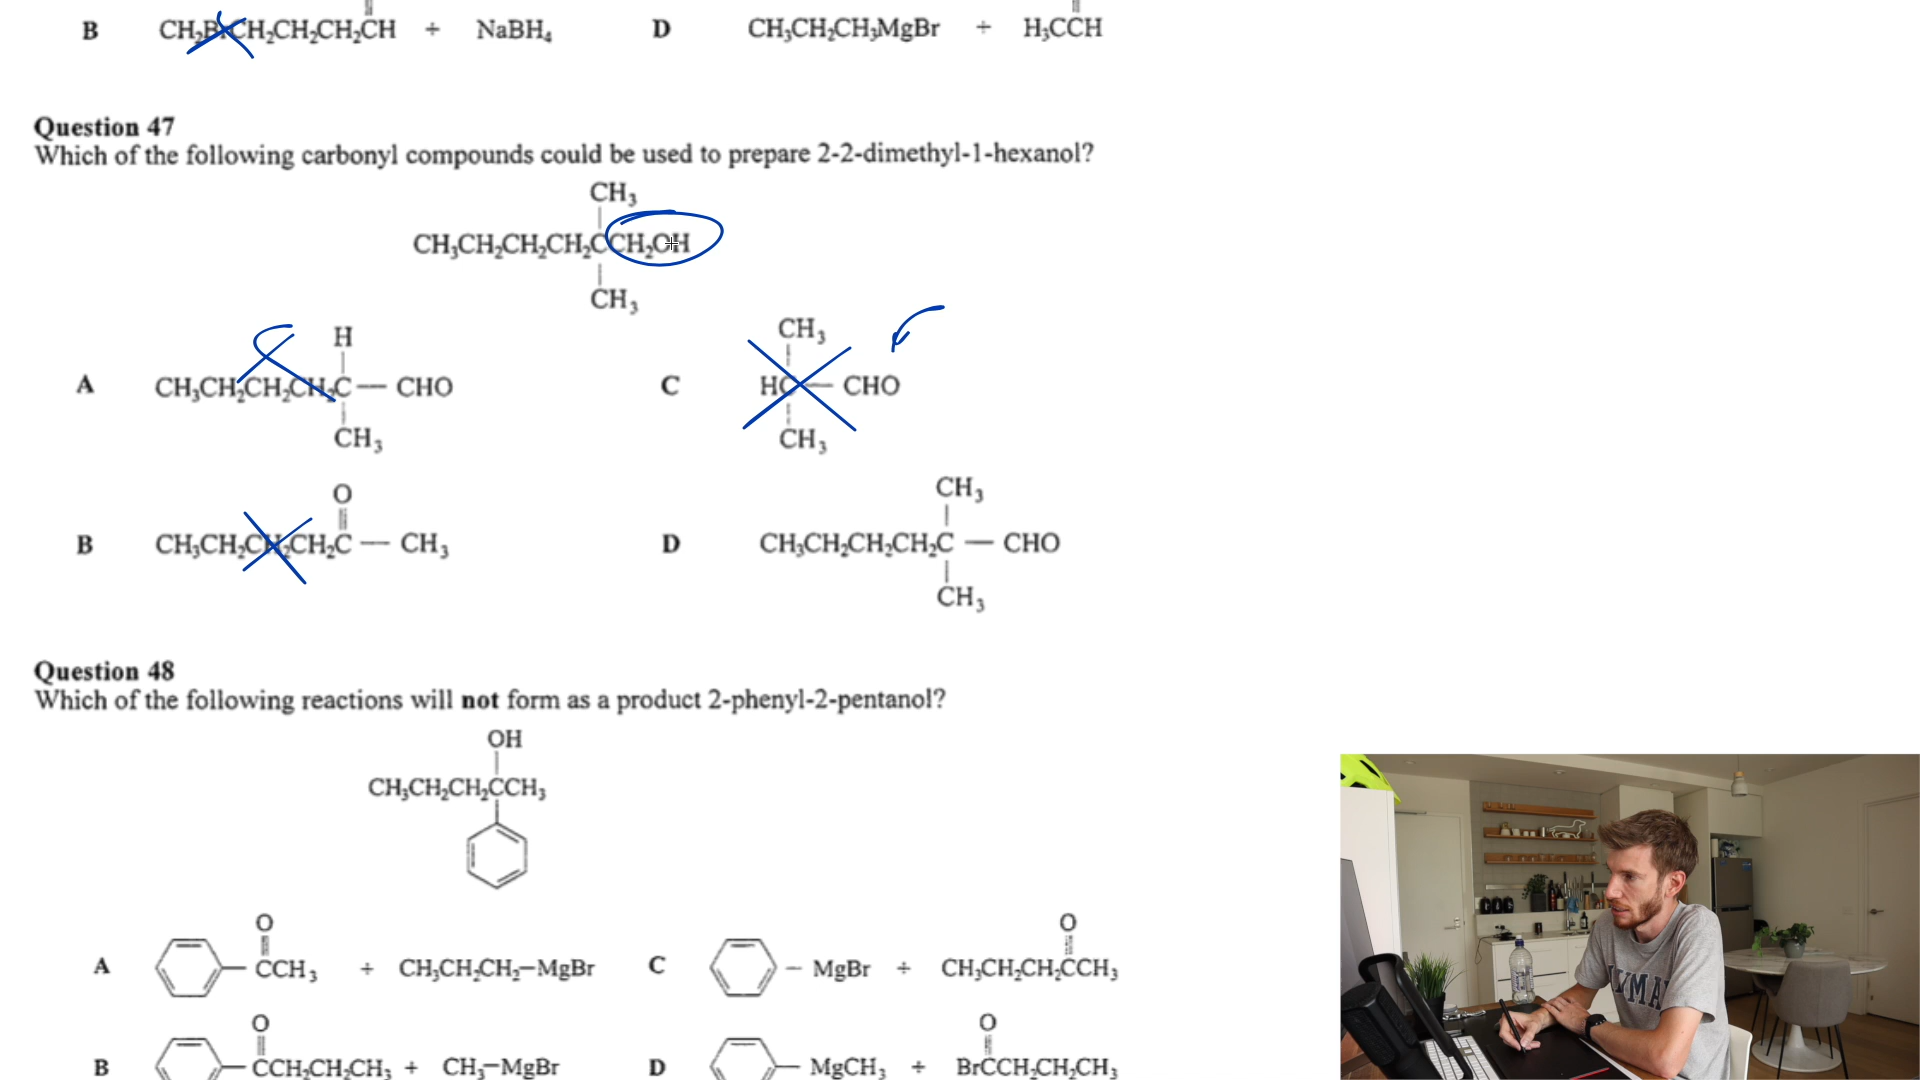 B CH₂BrCH₂CH₂CH₂CH + NaBH₄ D CH₃CH₂CH₃MgBr + H₃CCH
Question 47
Which of the following carbonyl compounds could be used to prepare 2-2-dimethyl-1-hexanol?
CH₃
CH₃CH₂CH₂CH₂CCH₂OH
CH₃
H
A CH₃CH₂CH₂CH₂C — CHO
CH₃
CH₃
C HC — CHO
CH₃
O
B CH₃CH₂CH₂CH₂C — CH₃
CH₃
D CH₃CH₂CH₂CH₂C — CHO
CH₃
Question 48
Which of the following reactions will not form as a product 2-phenyl-2-pentanol?
OH
CH₃CH₂CH₂CCH₃
O
A CCH₃ + CH₃CH₂CH₂—MgBr
O
C – MgBr + CH₃CH₂CH₂CCH₃
O
B CCH₂CH₂CH₃ + CH₃—MgBr
O
D MgCH₃ + BrCCH₂CH₂CH₃